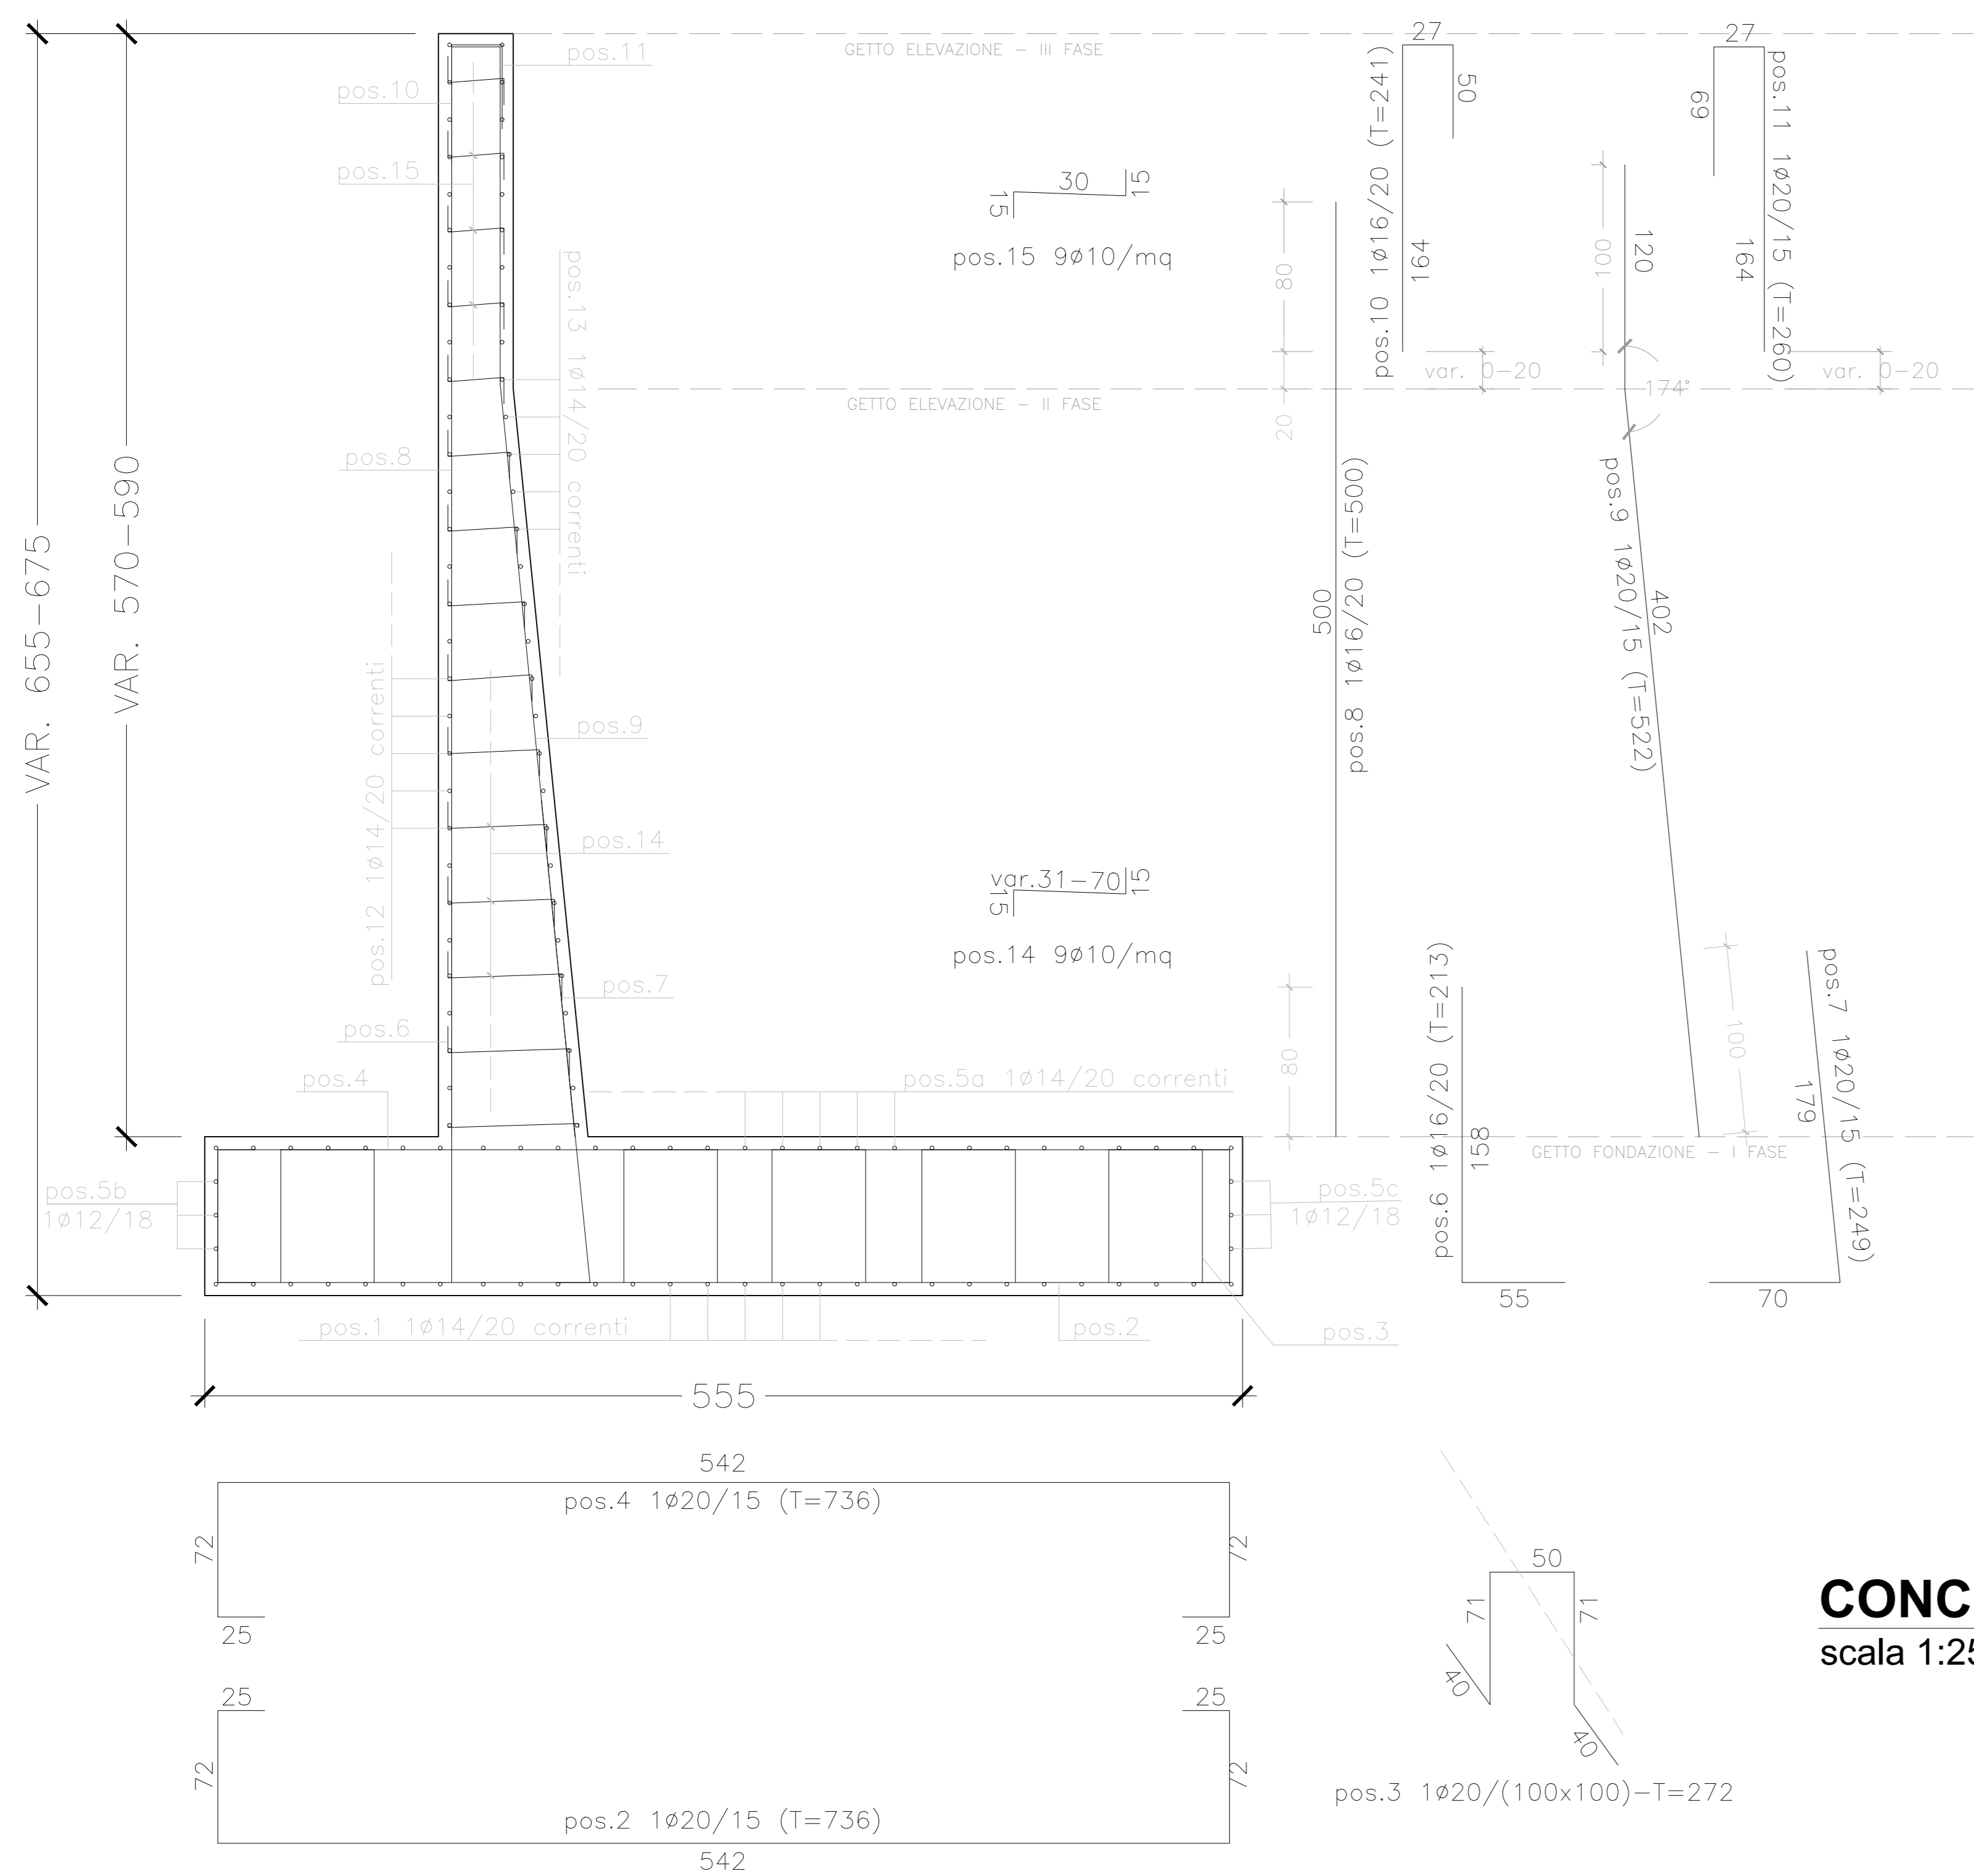 GETTO ELEVAZIONE - III FASE
pos.11
pos.10
pos.15
30
15
15
pos.15 9ø10/mq
27
50
164
pos.10 1ø16/20 (T=241)
27
69
164
pos.11 1ø20/15 (T=260)
100
120
80
20
var. 0-20
var. 0-20
174°
GETTO ELEVAZIONE - II FASE
pos.13 1ø14/20 correnti
pos.8
VAR. 655-675
VAR. 570-590
500
pos.8 1ø16/20 (T=500)
pos.9 1ø20/15 (T=522)
402
pos.12 1ø14/20 correnti
pos.9
pos.14
var.31-70
15
15
pos.14 9ø10/mq
pos.7
pos.6
pos.4
pos.5a 1ø14/20 correnti
80
pos.6 1ø16/20 (T=213)
158
55
100
179
pos.7 1ø20/15 (T=249)
70
GETTO FONDAZIONE - I FASE
pos.5b
1ø12/18
pos.5c
1ø12/18
pos.1 1ø14/20 correnti
pos.2
pos.3
555
542
pos.4 1ø20/15 (T=736)
72
72
25
25
25
25
72
72
pos.2 1ø20/15 (T=736)
542
50
71
71
40
40
pos.3 1ø20/(100x100)-T=272
CONC
scala 1:25